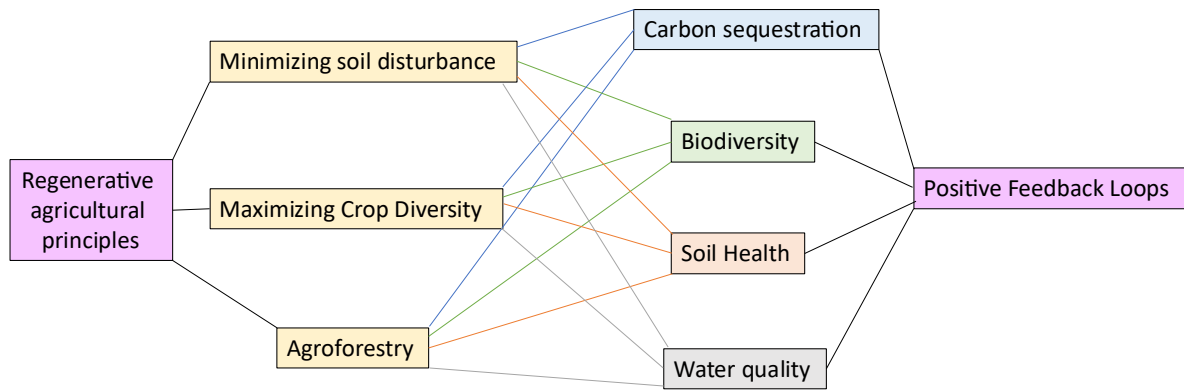 Regenerative
agricultural
principles
Minimizing soil disturbance
Maximizing Crop Diversity
Agroforestry
Carbon sequestration
Biodiversity
Soil Health
Water quality
Positive Feedback Loops